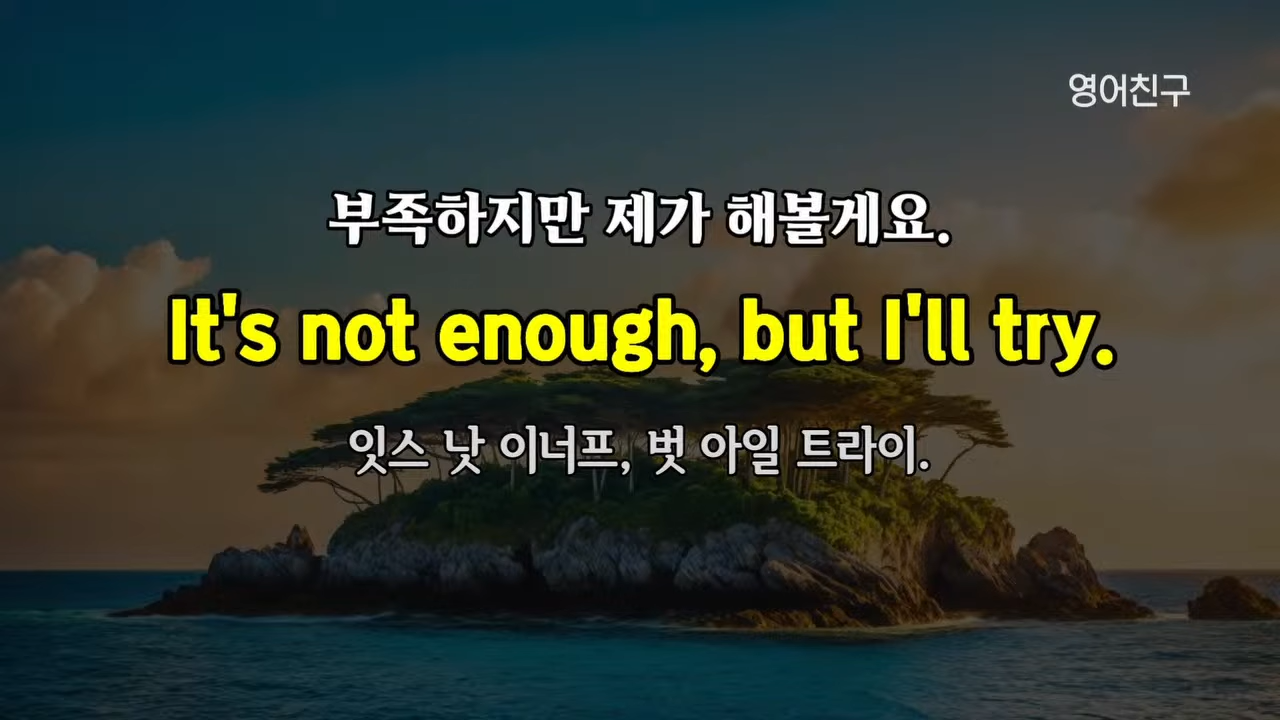 영어친구
부족하지만 제가 해볼게요.
It's not enough, but I'll try.
잇스 낫 이너프, 벗 아일 트라이.